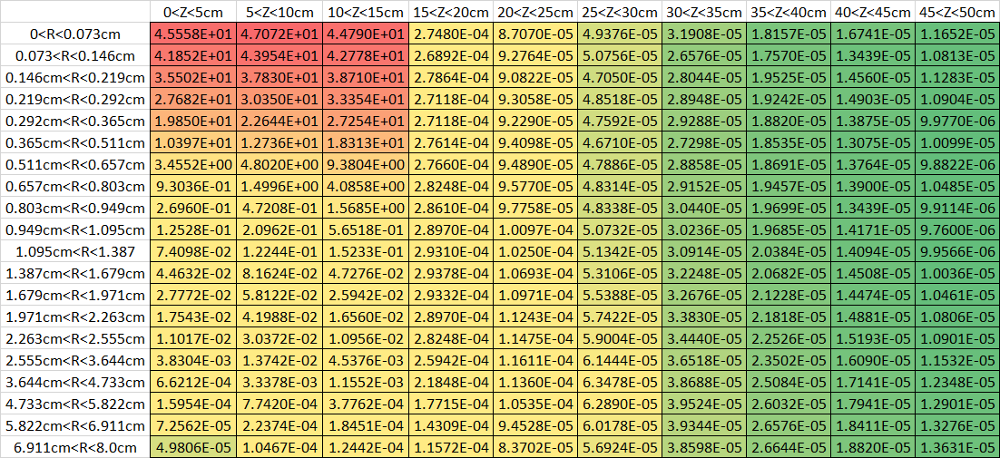 0<Z<5cm 5<Z<10cm 10<Z<15cm 15<Z<20cm 20<Z<25cm 25<Z<30cm 30<Z<35cm 35<Z<40cm 40<Z<45cm 45<Z<50cm
0<R<0.073cm 4.5558E+01 4.7072E+01 4.4790E+01 2.7480E-04 8.7070E-05 4.9376E-05 3.1908E-05 1.8157E-05 1.6741E-05 1.1652E-05
0.073<R<0.146cm 4.1852E+01 4.3954E+01 4.2778E+01 2.6892E-04 9.2764E-05 5.0756E-05 2.6576E-05 1.7570E-05 1.3439E-05 1.0813E-05
0.146cm<R<0.219cm 3.5502E+01 3.7830E+01 3.8710E+01 2.7864E-04 9.0822E-05 4.7050E-05 2.8044E-05 1.9525E-05 1.4560E-05 1.1283E-05
0.219cm<R<0.292cm 2.7682E+01 3.0350E+01 3.3354E+01 2.7118E-04 9.3058E-05 4.8518E-05 2.8948E-05 1.9242E-05 1.4903E-05 1.0904E-05
0.292cm<R<0.365cm 1.9850E+01 2.2644E+01 2.7254E+01 2.7118E-04 9.2290E-05 4.7592E-05 2.9288E-05 1.8820E-05 1.3875E-05 9.9770E-06
0.365cm<R<0.511cm 1.0397E+01 1.2736E+01 1.8313E+01 2.7614E-04 9.4098E-05 4.6710E-05 2.7298E-05 1.8535E-05 1.3075E-05 1.0099E-05
0.511cm<R<0.657cm 3.4552E+00 4.8020E+00 9.3804E+00 2.7660E-04 9.4890E-05 4.7886E-05 2.8858E-05 1.8691E-05 1.3764E-05 9.8822E-06
0.657cm<R<0.803cm 9.3036E-01 1.4996E+00 4.0858E+00 2.8248E-04 9.5770E-05 4.8314E-05 2.9152E-05 1.9457E-05 1.3900E-05 1.0485E-05
0.803cm<R<0.949cm 2.6960E-01 4.7208E-01 1.5685E+00 2.8610E-04 9.7758E-05 4.8338E-05 3.0440E-05 1.9699E-05 1.3439E-05 9.9114E-06
0.949cm<R<1.095cm 1.2528E-01 2.0962E-01 5.6518E-01 2.8970E-04 1.0097E-04 5.0732E-05 3.0236E-05 1.9685E-05 1.4171E-05 9.7600E-06
1.095cm<R<1.387 7.4098E-02 1.2244E-01 1.5233E-01 2.9310E-04 1.0250E-04 5.1342E-05 3.0914E-05 2.0384E-05 1.4094E-05 9.9566E-06
1.387cm<R<1.679cm 4.4632E-02 8.1624E-02 4.7276E-02 2.9378E-04 1.0693E-04 5.3106E-05 3.2248E-05 2.0682E-05 1.4508E-05 1.0036E-05
1.679cm<R<1.971cm 2.7772E-02 5.8122E-02 2.5942E-02 2.9332E-04 1.0971E-04 5.5388E-05 3.2676E-05 2.1228E-05 1.4474E-05 1.0461E-05
1.971cm<R<2.263cm 1.7543E-02 4.1988E-02 1.6560E-02 2.8970E-04 1.1243E-04 5.7422E-05 3.3830E-05 2.1818E-05 1.4881E-05 1.0806E-05
2.263cm<R<2.555cm 1.1017E-02 3.0372E-02 1.0956E-02 2.8248E-04 1.1475E-04 5.9004E-05 3.4440E-05 2.2526E-05 1.5193E-05 1.0901E-05
2.555cm<R<3.644cm 3.8304E-03 1.3742E-02 4.5376E-03 2.5942E-04 1.1611E-04 6.1444E-05 3.6518E-05 2.3502E-05 1.6090E-05 1.1532E-05
3.644cm<R<4.733cm 6.6212E-04 3.3378E-03 1.1552E-03 2.1848E-04 1.1360E-04 6.3478E-05 3.8688E-05 2.5084E-05 1.7141E-05 1.2348E-05
4.733cm<R<5.822cm 1.5954E-04 7.7420E-04 3.7762E-04 1.7715E-04 1.0535E-04 6.2890E-05 3.9524E-05 2.6032E-05 1.7941E-05 1.2901E-05
5.822cm<R<6.911cm 7.2562E-05 2.2374E-04 1.8451E-04 1.4309E-04 9.4528E-05 6.0178E-05 3.9344E-05 2.6576E-05 1.8411E-05 1.3276E-05
6.911cm<R<8.0cm 4.9806E-05 1.0467E-04 1.2442E-04 1.1572E-04 8.3702E-05 5.6924E-05 3.8598E-05 2.6644E-05 1.8820E-05 1.3631E-05